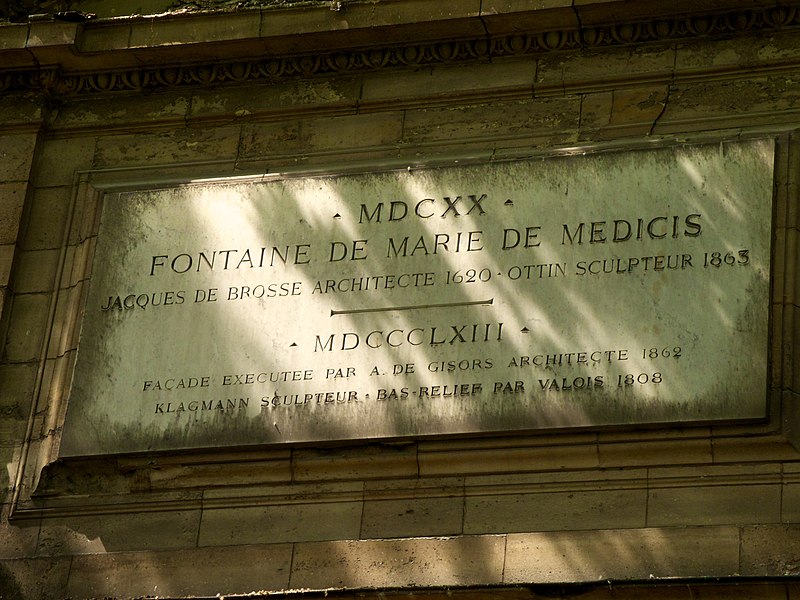 MDCXX
FONTAINE DE MARIE DE MEDICIS
JACQUES DE BROSSE ARCHITECTE 1620 · OTTIN SCULPTEUR 1863
MDCCCLXIII
FAÇADE EXECUTEE PAR A. DE GISORS ARCHITECTE 1862
KLAGMANN SCULPTEUR · BAS-RELIEF PAR VALOIS 1808